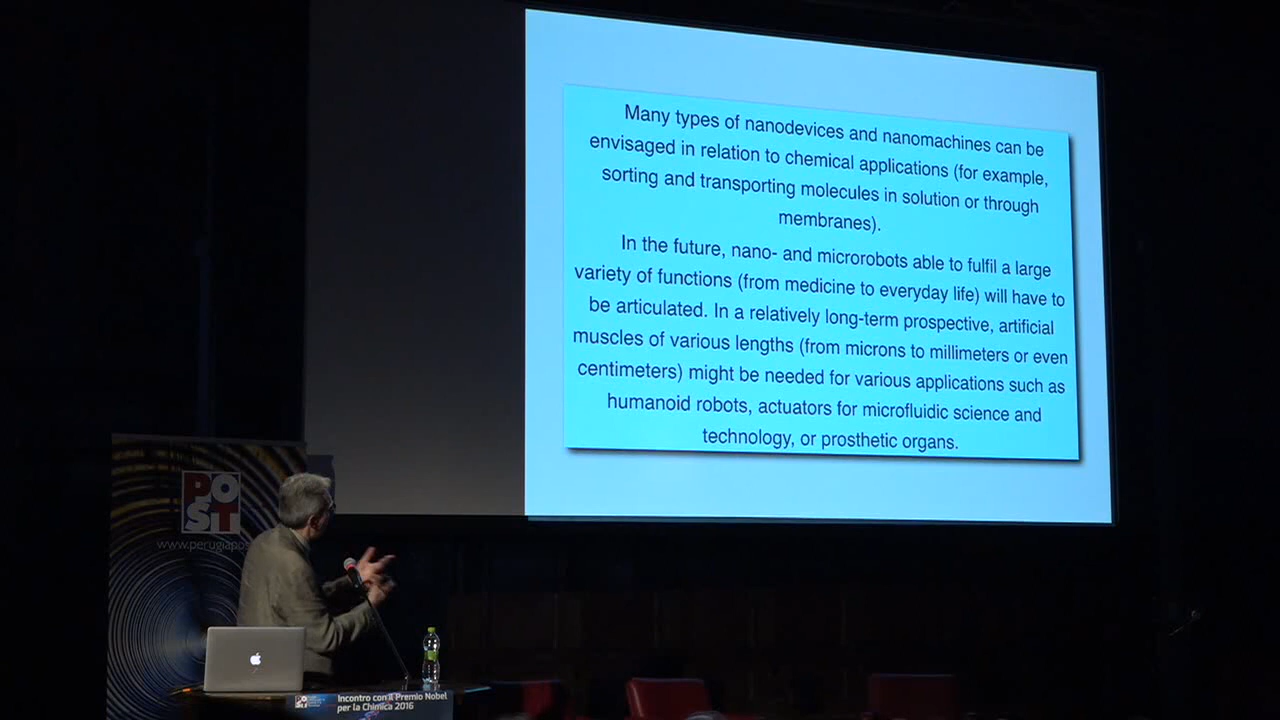 Many types of nanodevices and nanomachines can be
envisaged in relation to chemical applications (for example,
sorting and transporting molecules in solution or through
membranes).
In the future, nano- and microrobots able to fulfil a large
variety of functions (from medicine to everyday life) will have to
be articulated. In a relatively long-term prospective, artificial
muscles of various lengths (from microns to millimeters or even
centimeters) might be needed for various applications such as
humanoid robots, actuators for microfluidic science and
technology, or prosthetic organs.
PO
ST
www.perugiapos
POST
Incontro con il Premio Nobel
per la Chimica 2016